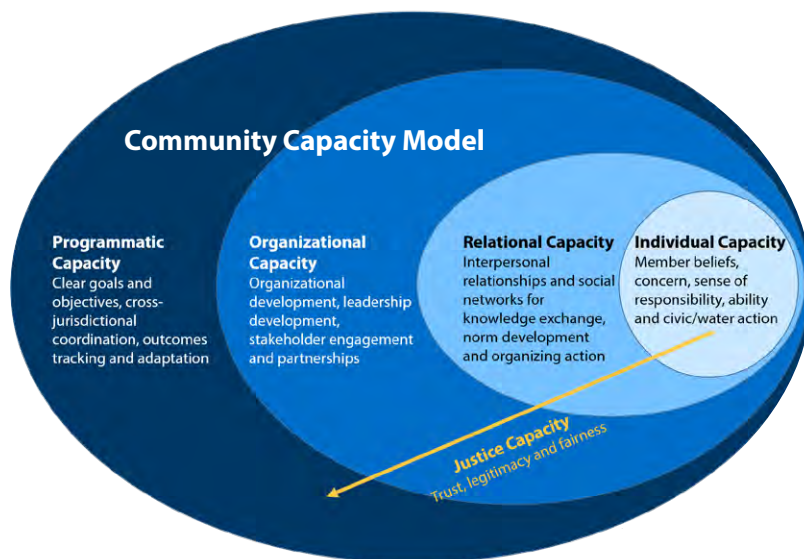 Community Capacity Model
Programmatic
Capacity
Clear goals and
objectives, cross-
jurisdictional
coordination, outcomes
tracking and adaptation
Organizational
Capacity
Organizational
development, leadership
development,
stakeholder engagement
and partnerships
Relational Capacity
Interpersonal
relationships and social
networks for
knowledge exchange,
norm development
and organizing action
Individual Capacity
Member beliefs,
concern, sense of
responsibility, ability
and civic/water action
Justice Capacity
Trust, legitimacy and fairness